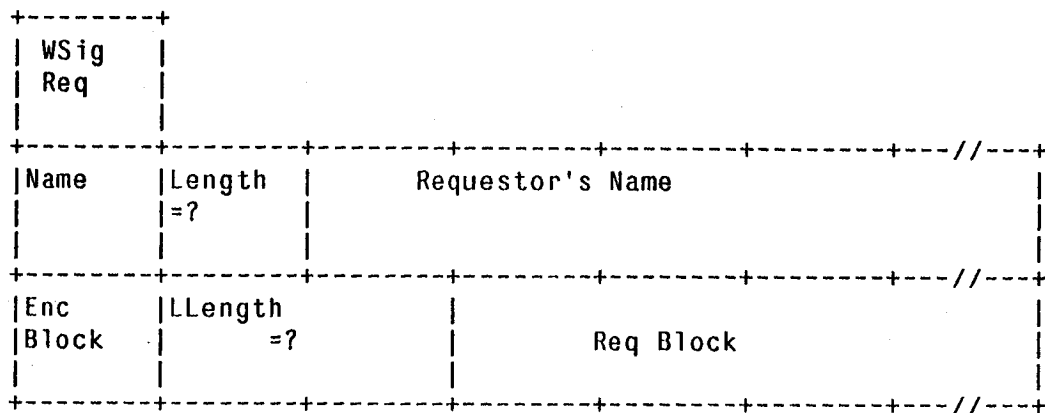 +--------+
| WSig   |
| Req    |
|        |
+--------+--------+--------+--------+--------+--------+---//---+
|Name    |Length  |      Requestor's Name                      |
|        |=?      |                                            |
|        |        |                                            |
+--------+--------+--------+--------+--------+--------+---//---+
|Enc     |LLength          |                                   |
|Block   |      =?         |        Req Block                  |
|        |                 |                                   |
+--------+--------+--------+--------+--------+--------+---//---+